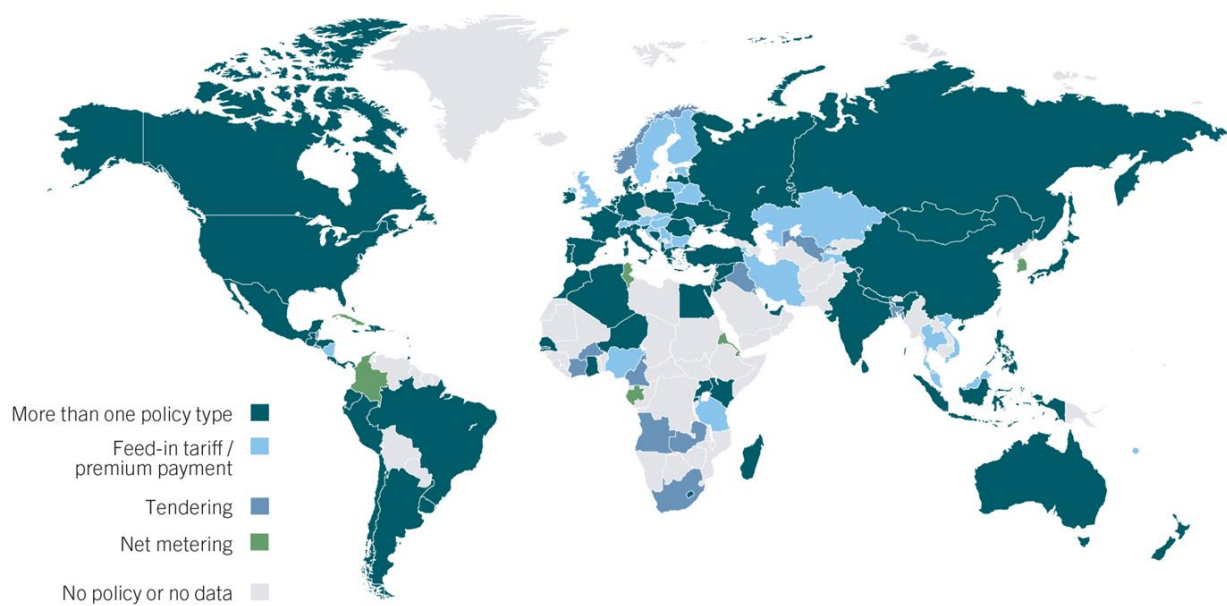 More than one policy type
Feed-in tariff /
premium payment
Tendering
Net metering
No policy or no data